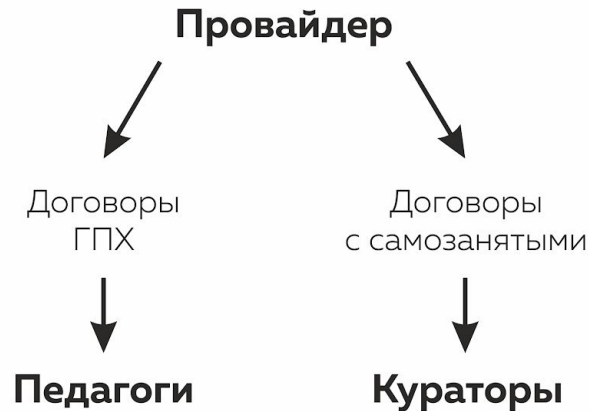 Провайдер
Договоры
ГПХ
Договоры
с самозанятыми
Педагоги
Кураторы